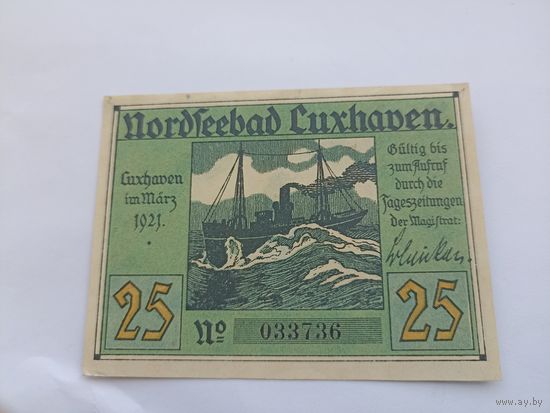 Nordseebad Cuxhaven.
Cuxhaven
im März
1921.
Gültig bis
zum Aufruf
durch die
Tageszeitungen
der Magistrat:
25
No 033736
25
www.ay.by